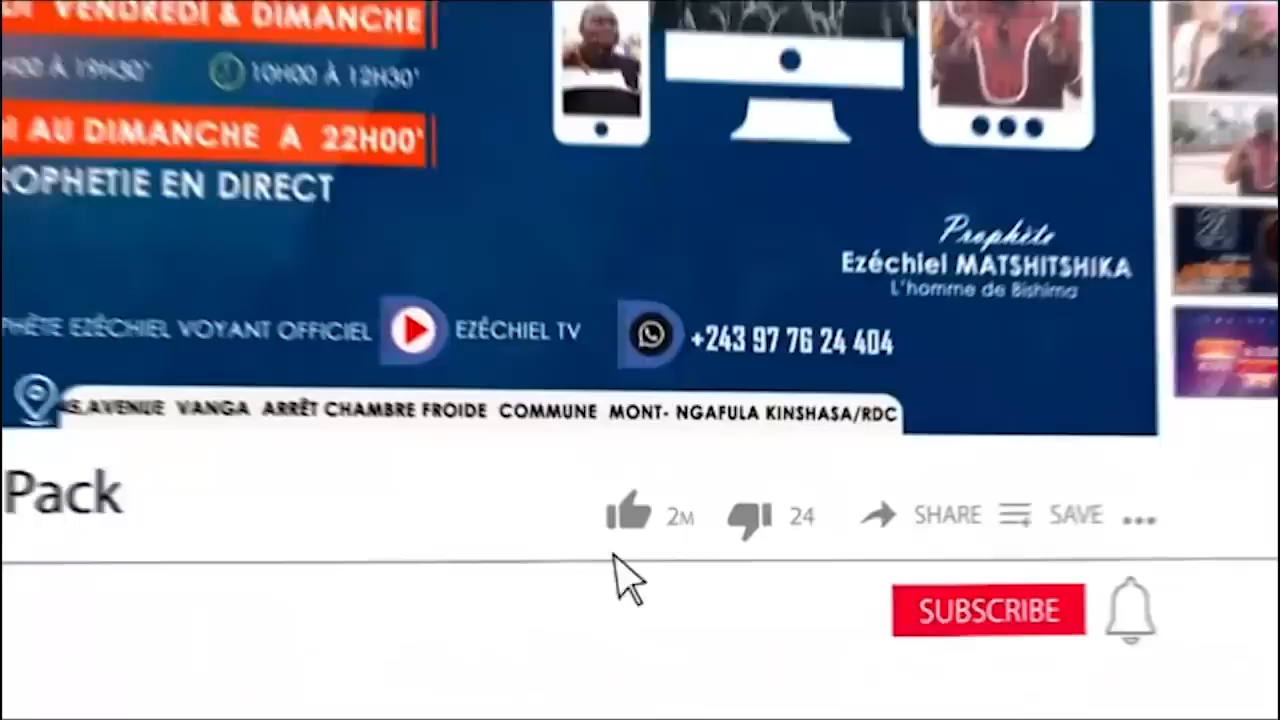 VENDREDI & DIMANCHE
À 19H30'
10H00 À 12H30'
AU DIMANCHE A 22H00'
EN DIRECT
EZÉCHIEL VOYANT OFFICIEL
EZÉCHIEL TV
+243 97 76 24 404
Prophète
Ezéchiel MATSHITSHIKA
L'homme de Bishima
AVENUE VANGA ARRÊT CHAMBRE FROIDE COMMUNE MONT- NGAFULA KINSHASA/RDC
Pack
2M
24
SHARE
SAVE
SUBSCRIBE